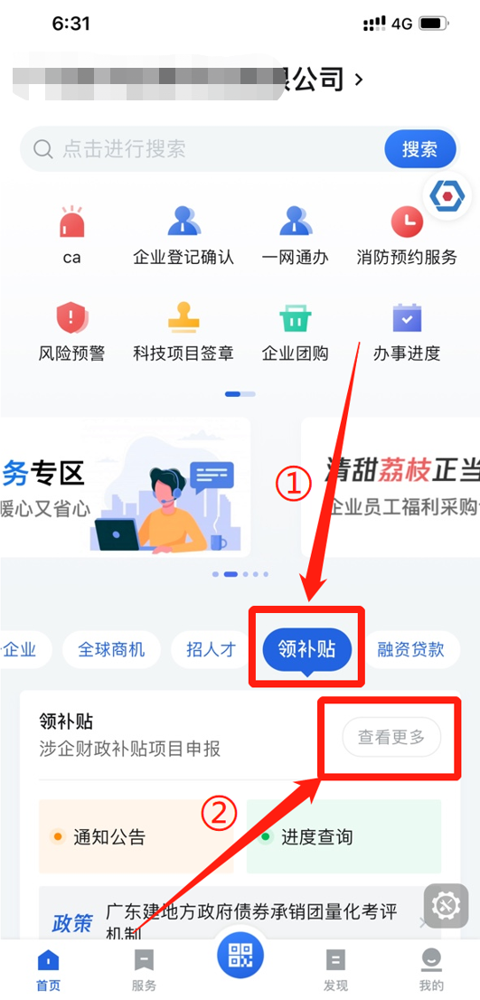 6:31
4G
公司
点击进行搜索
搜索
ca
企业登记确认
一网通办
消防预约服务
风险预警
科技项目签章
企业团购
办事进度
务专区
暖心又省心
清甜荔枝正当
企业员工福利采购
①
企业
全球商机
招人才
领补贴
融资贷款
领补贴
涉企财政补贴项目申报
查看更多
②
通知公告
进度查询
政策
广东建地方政府债券承销团量化考评
机制
首页
服务
发现
我的